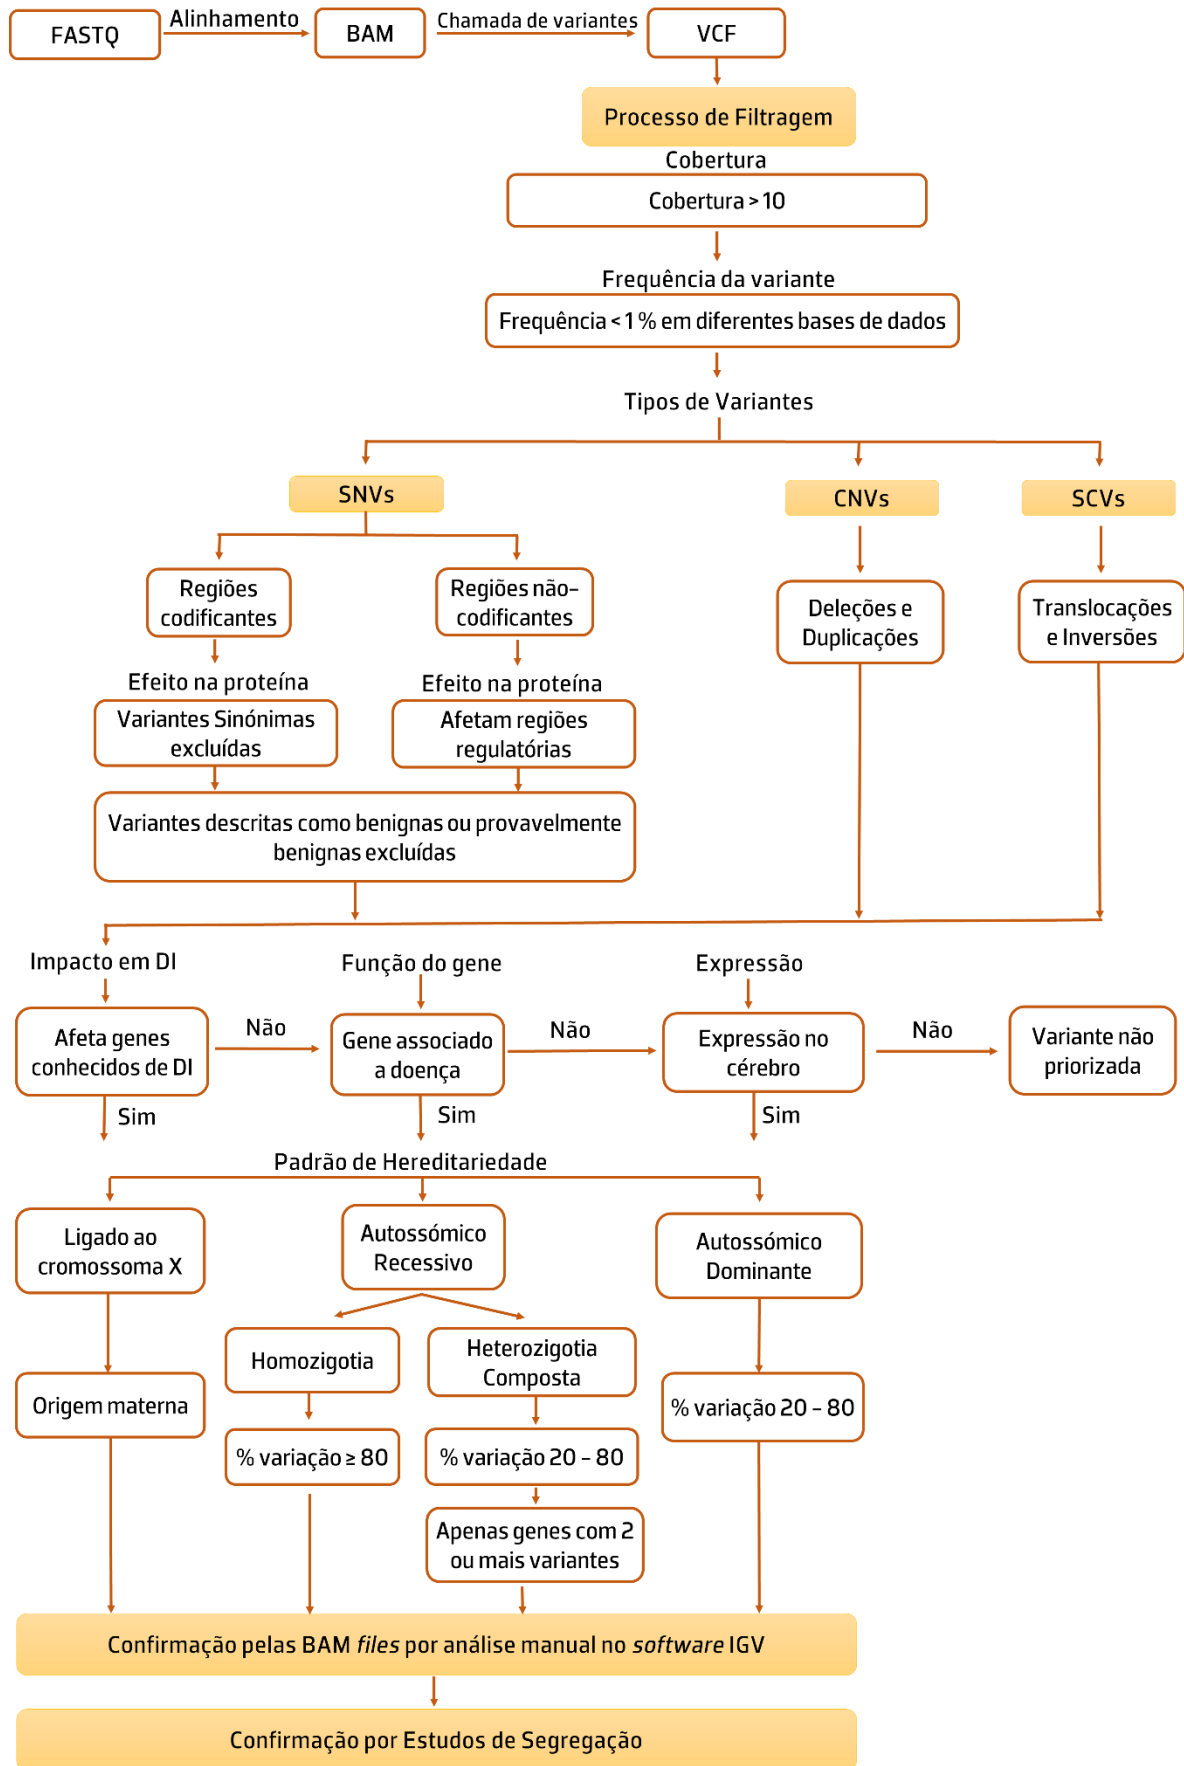 FASTQ
Alinhamento
BAM
Chamada de variantes
VCF
Processo de Filtragem
Cobertura
Cobertura > 10
Frequência da variante
Frequência < 1 % em diferentes bases de dados
Tipos de Variantes
SNVs
CNVs
SCVs
Regiões
codificantes
Regiões não-
codificantes
Deleções e
Duplicações
Translocações
e Inversões
Efeito na proteína
Efeito na proteína
Variantes Sinónimas
excluídas
Afetam regiões
regulatórias
Variantes descritas como benignas ou provavelmente
benignas excluídas
Impacto em DI
Função do gene
Expressão
Afeta genes
conhecidos de DI
Não
Gene associado
a doença
Não
Expressão no
cérebro
Não
Variante não
priorizada
Sim
Sim
Sim
Padrão de Hereditariedade
Ligado ao
cromossoma X
Autossómico
Recessivo
Autossómico
Dominante
Homozigotia
Heterozigotia
Composta
Origem materna
% variação 20 – 80
% variação ≥ 80
% variação 20 – 80
Apenas genes com 2
ou mais variantes
Confirmação pelas BAM files por análise manual no software IGV
Confirmação por Estudos de Segregação